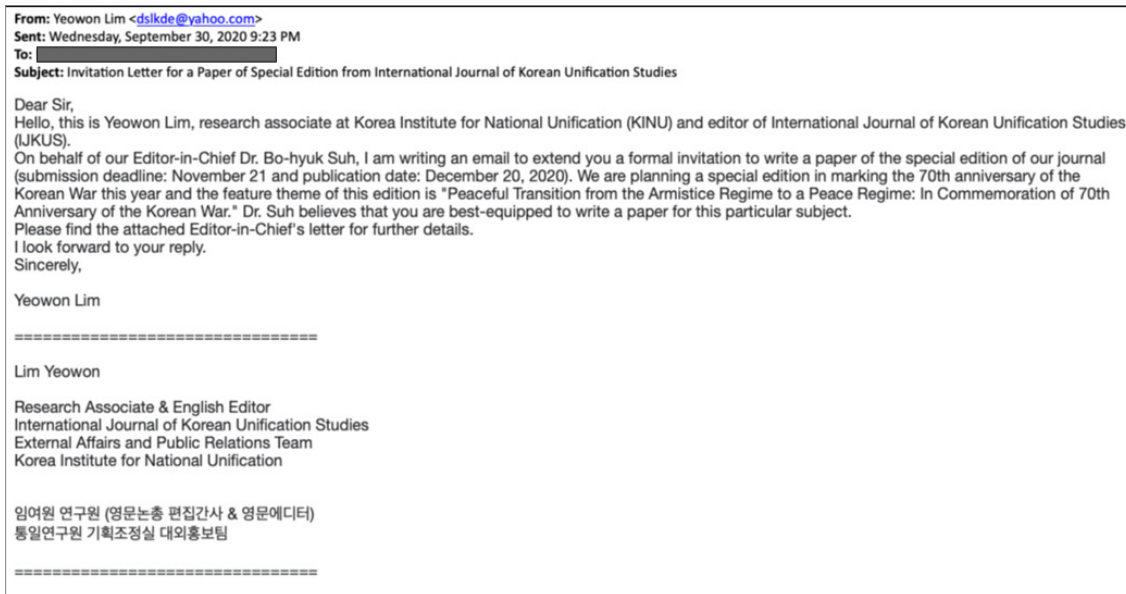 From: Yeowon Lim <dslkde@yahoo.com>
Sent: Wednesday, September 30, 2020 9:23 PM
To:
Subject: Invitation Letter for a Paper of Special Edition from International Journal of Korean Unification Studies
Dear Sir,
Hello, this is Yeowon Lim, research associate at Korea Institute for National Unification (KINU) and editor of International Journal of Korean Unification Studies
(IJKUS).
On behalf of our Editor-in-Chief Dr. Bo-hyuk Suh, I am writing an email to extend you a formal invitation to write a paper of the special edition of our journal
(submission deadline: November 21 and publication date: December 20, 2020). We are planning a special edition in marking the 70th anniversary of the
Korean War this year and the feature theme of this edition is "Peaceful Transition from the Armistice Regime to a Peace Regime: In Commemoration of 70th
Anniversary of the Korean War." Dr. Suh believes that you are best-equipped to write a paper for this particular subject.
Please find the attached Editor-in-Chief's letter for further details.
I look forward to your reply.
Sincerely,
Yeowon Lim
================================
Lim Yeowon
Research Associate & English Editor
International Journal of Korean Unification Studies
External Affairs and Public Relations Team
Korea Institute for National Unification
임여원 연구원 (영문논총 편집간사 & 영문에디터)
통일연구원 기획조정실 대외홍보팀
================================